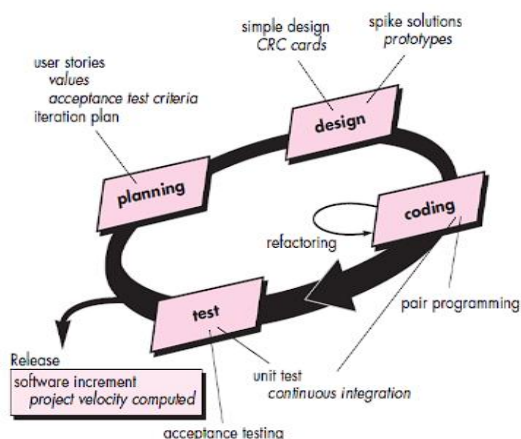 simple design
CRC cards
spike solutions
prototypes
user stories
values
acceptance test criteria
iteration plan
design
planning
coding
refactoring
pair programming
test
Release
software increment
project velocity computed
unit test
continuous integration
acceptance testing